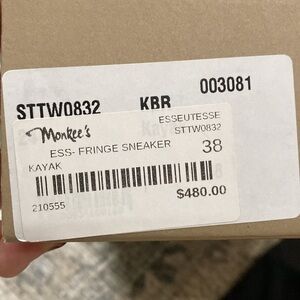 003081
STTW0832 KBR
Monkee's
ESSEUTESSE
STTW0832
ESS- FRINGE SNEAKER 38
KAYAK
210555
$480.00